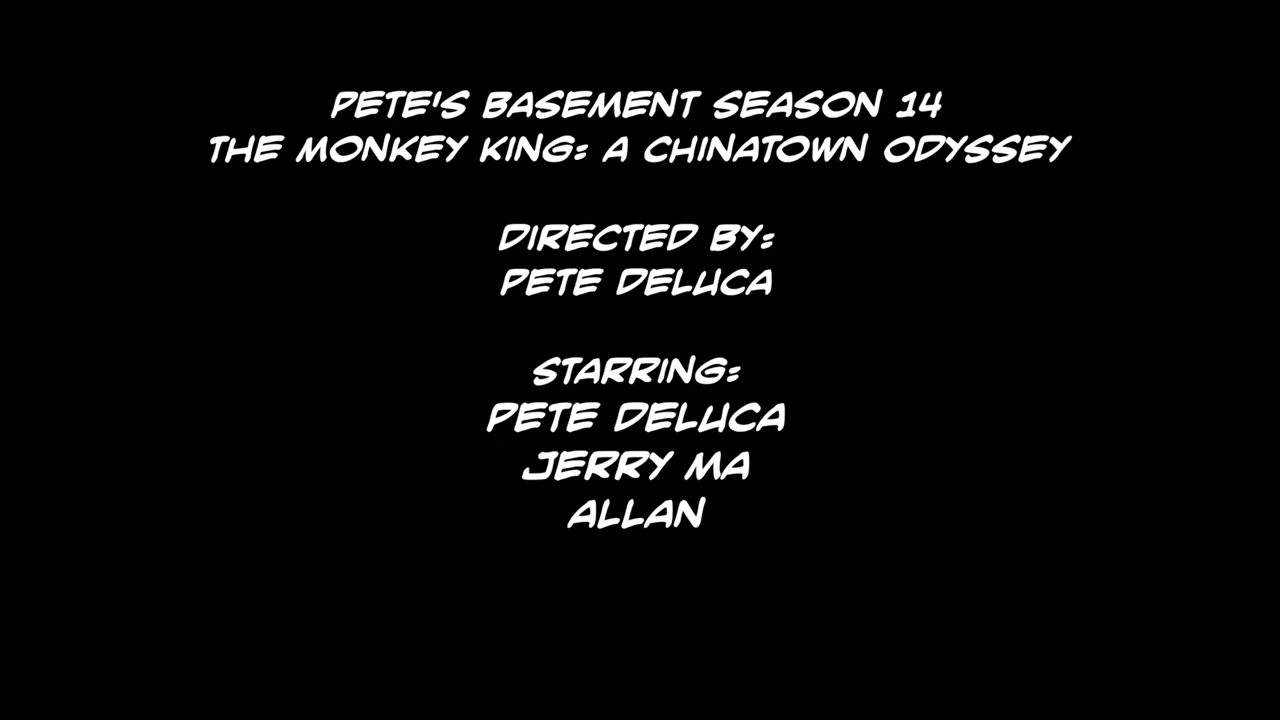 PETE'S BASEMENT SEASON 14
THE MONKEY KING: A CHINATOWN ODYSSEY
DIRECTED BY:
PETE DELUCA
STARRING:
PETE DELUCA
JERRY MA
ALLAN